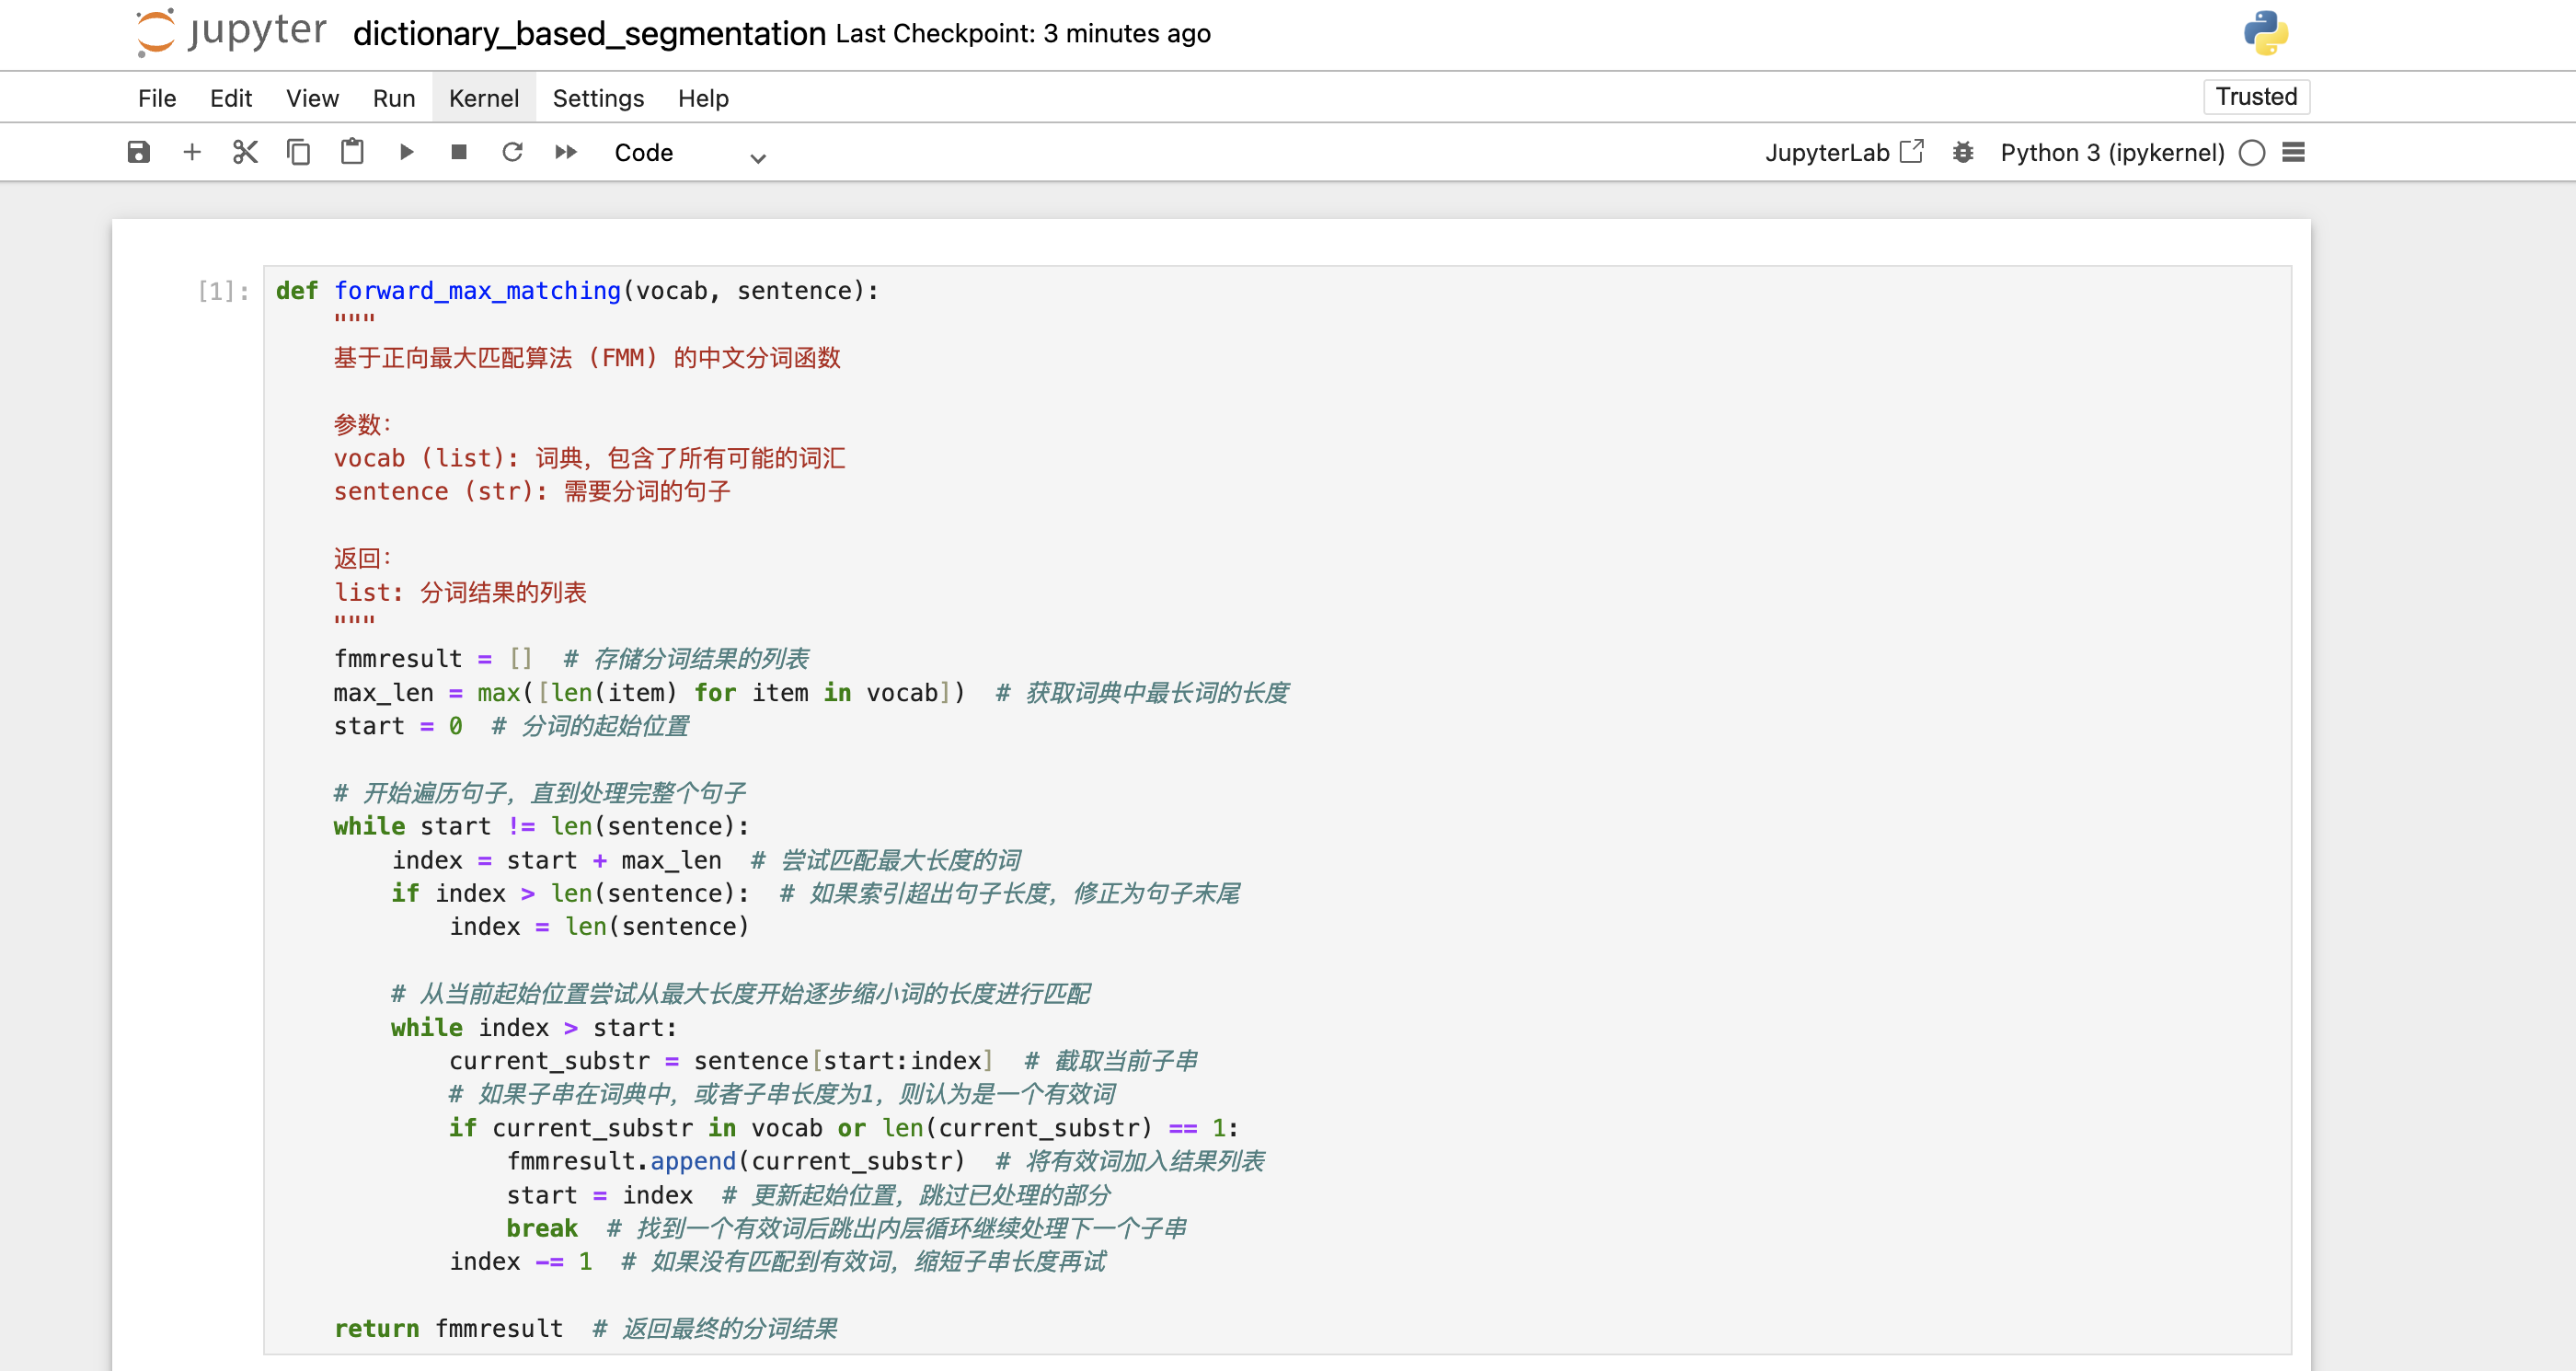 jupyter dictionary_based_segmentation Last Checkpoint: 3 minutes ago
File Edit View Run Kernel Settings Help Trusted
Code JupyterLab Python 3 (ipykernel)
[1]: def forward_max_matching(vocab, sentence):
    """
    基于正向最大匹配算法 (FMM) 的中文分词函数

    参数:
    vocab (list): 词典，包含了所有可能的词汇
    sentence (str): 需要分词的句子

    返回:
    list: 分词结果的列表
    """
    fmmresult = []  # 存储分词结果的列表
    max_len = max([len(item) for item in vocab])  # 获取词典中最长词的长度
    start = 0  # 分词的起始位置

    # 开始遍历句子，直到处理完整个句子
    while start != len(sentence):
        index = start + max_len  # 尝试匹配最大长度的词
        if index > len(sentence):  # 如果索引超出句子长度，修正为句子末尾
            index = len(sentence)

        # 从当前起始位置尝试从最大长度开始逐步缩小词的长度进行匹配
        while index > start:
            current_substr = sentence[start:index]  # 截取当前子串
            # 如果子串在词典中，或者子串长度为1，则认为是一个有效词
            if current_substr in vocab or len(current_substr) == 1:
                fmmresult.append(current_substr)  # 将有效词加入结果列表
                start = index  # 更新起始位置，跳过已处理的部分
                break  # 找到一个有效词后跳出内层循环继续处理下一个子串
            index -= 1  # 如果没有匹配到有效词，缩短子串长度再试

    return fmmresult  # 返回最终的分词结果